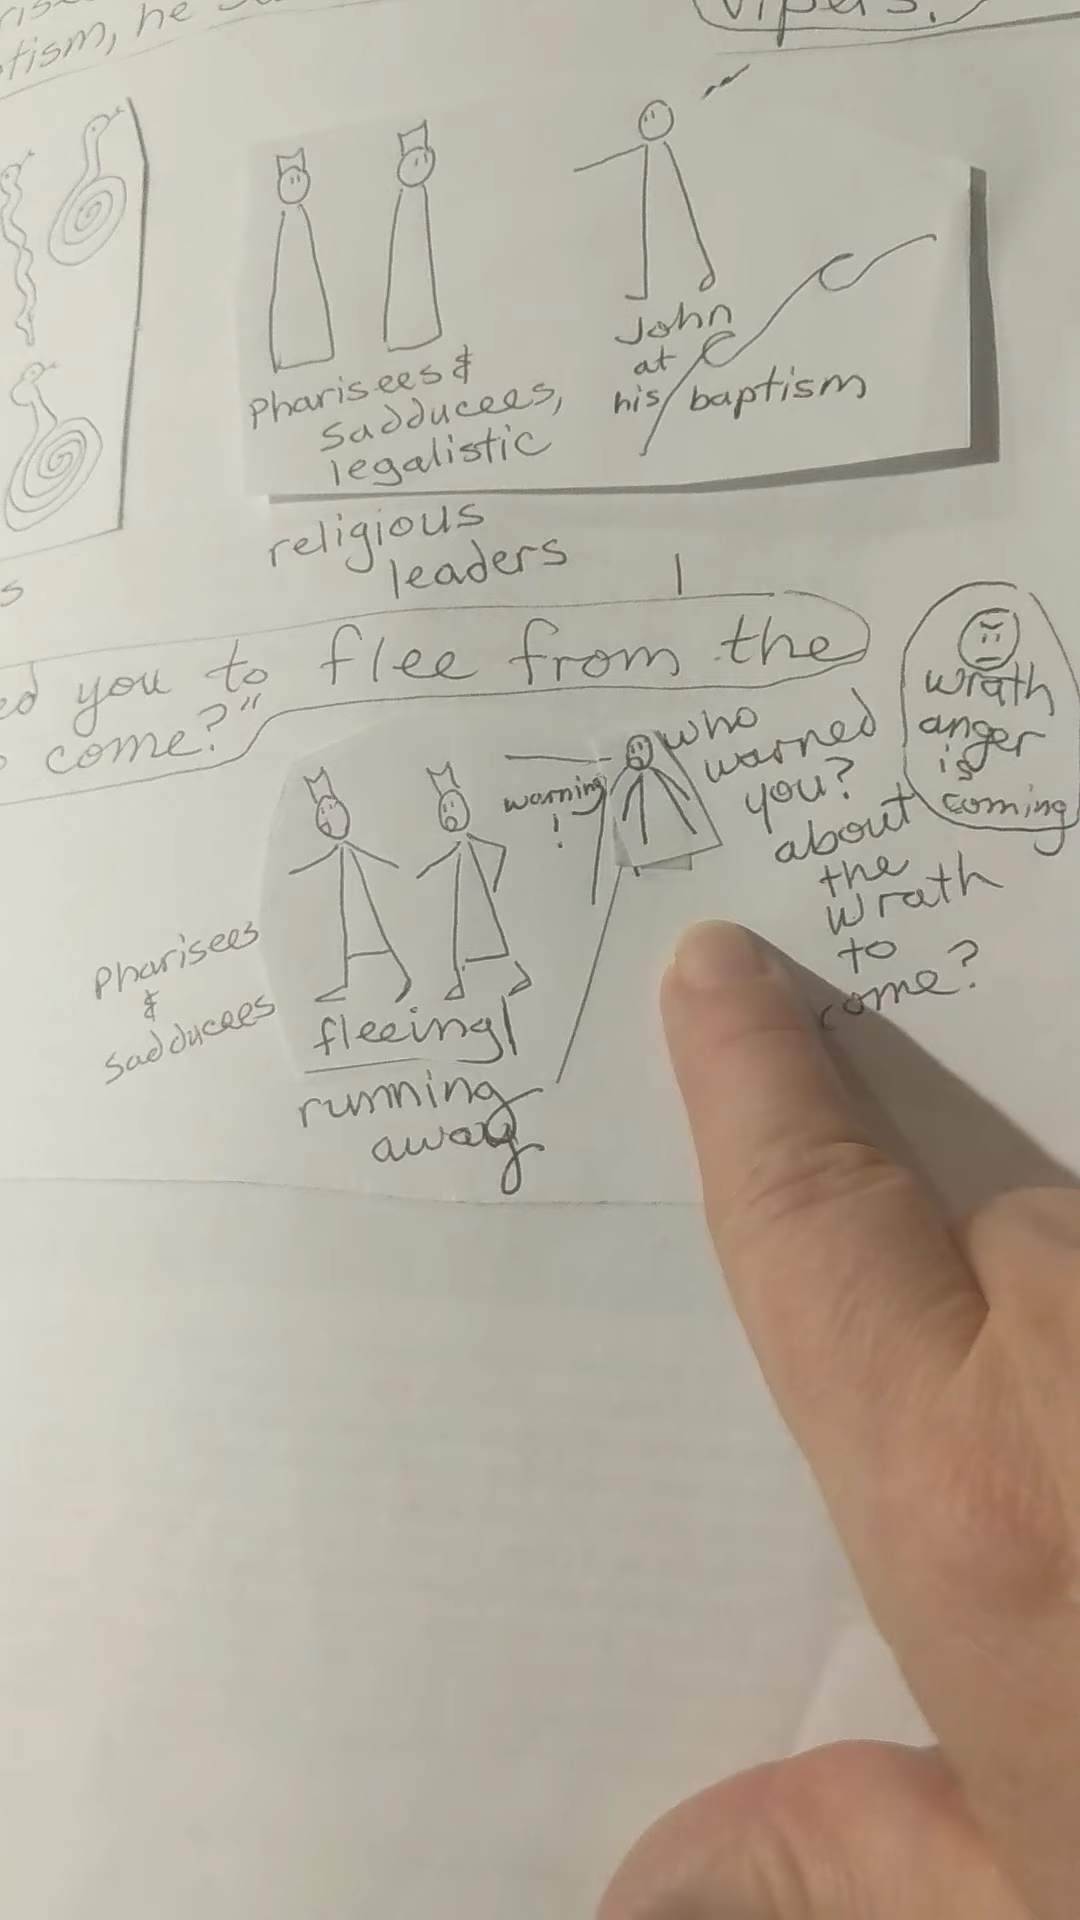 tism, he
vipers.
Pharisees &
Sadducees,
legalistic
religious
leaders
John
at
his baptism
s
ed you to flee from the
come?"
wrath
anger
is
coming
warning
!
who
warned
you?
about
the
wrath
to
come?
Pharisees
&
Sadducees
fleeing
running
away